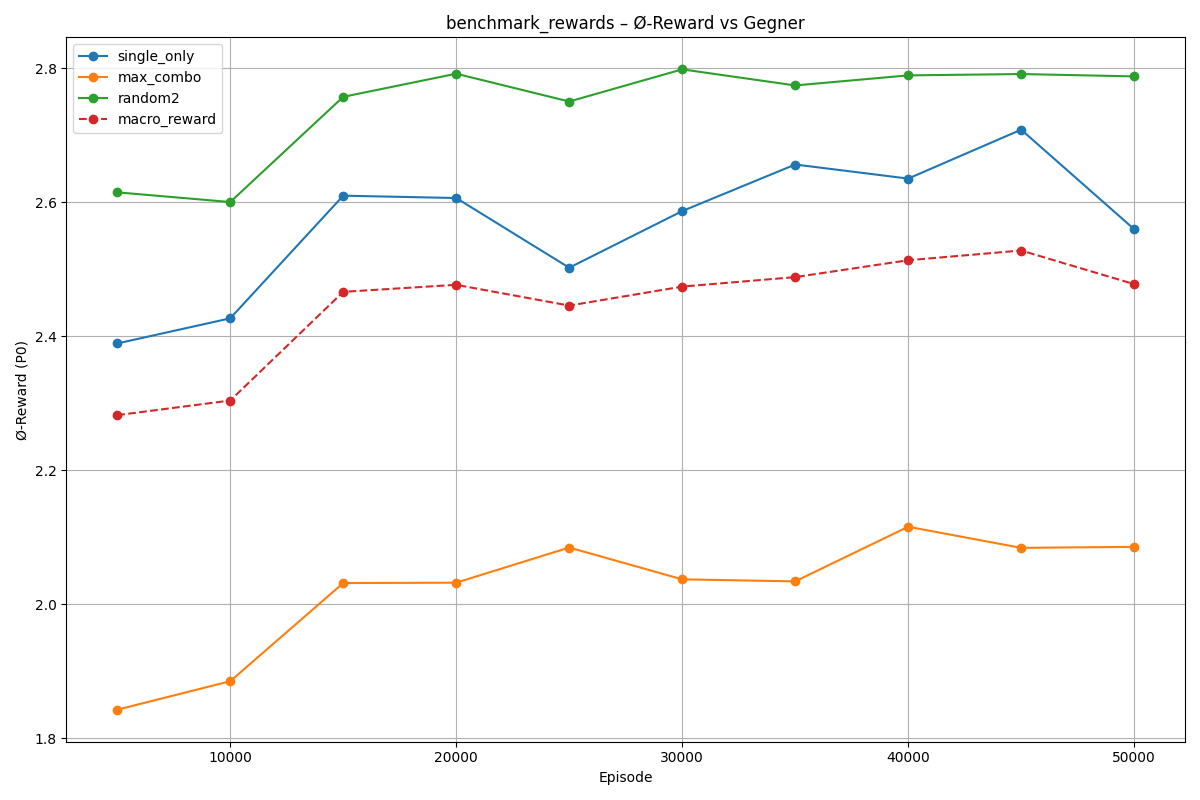 benchmark_rewards – Ø-Reward vs Gegner
single_only
max_combo
random2
macro_reward
Ø-Reward (P0)
2.8
2.6
2.4
2.2
2.0
1.8
10000
20000
30000
40000
50000
Episode